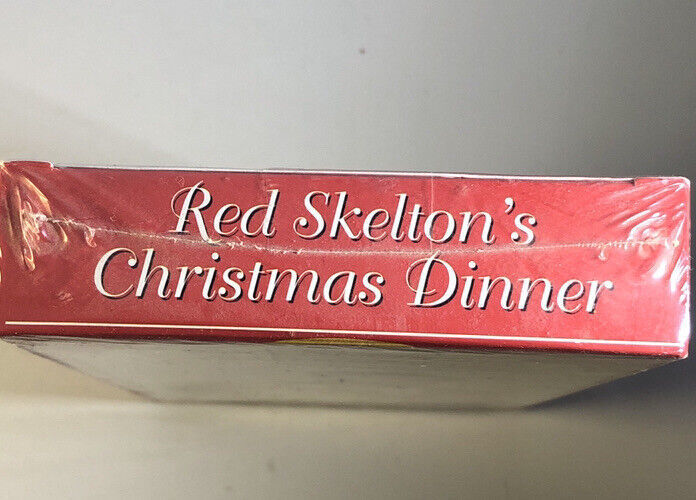 Red Skelton's
Christmas Dinner